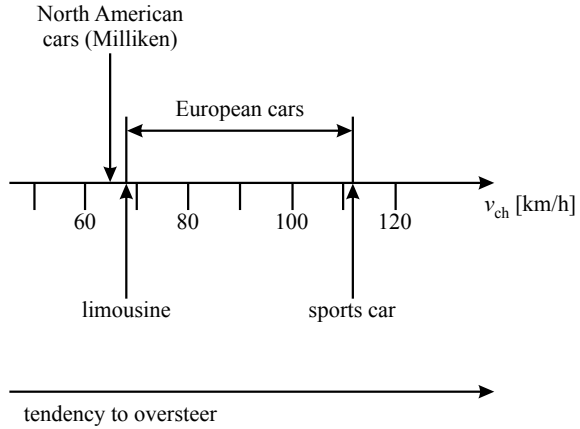 North American
cars (Milliken)
European cars
60 80 100 120
v_ch [km/h]
limousine sports car
tendency to oversteer